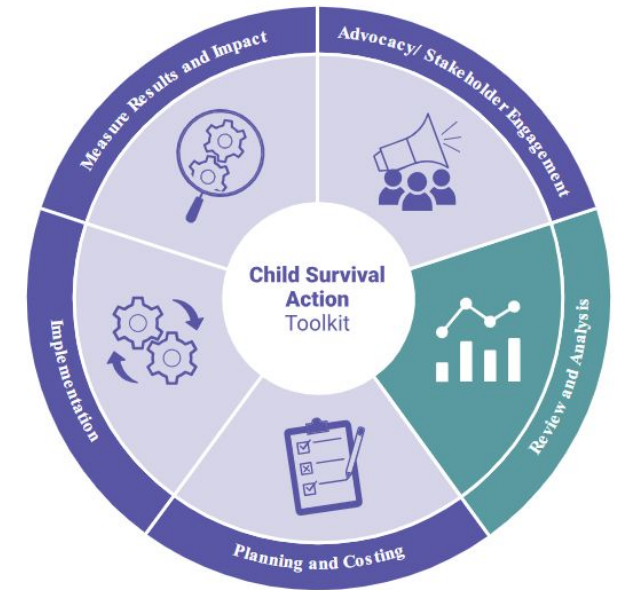 Measure Results and Impact
Advocacy/ Stakeholder Engagement
Child Survival
Action
Toolkit
Implementation
Review and Analysis
Planning and Costing